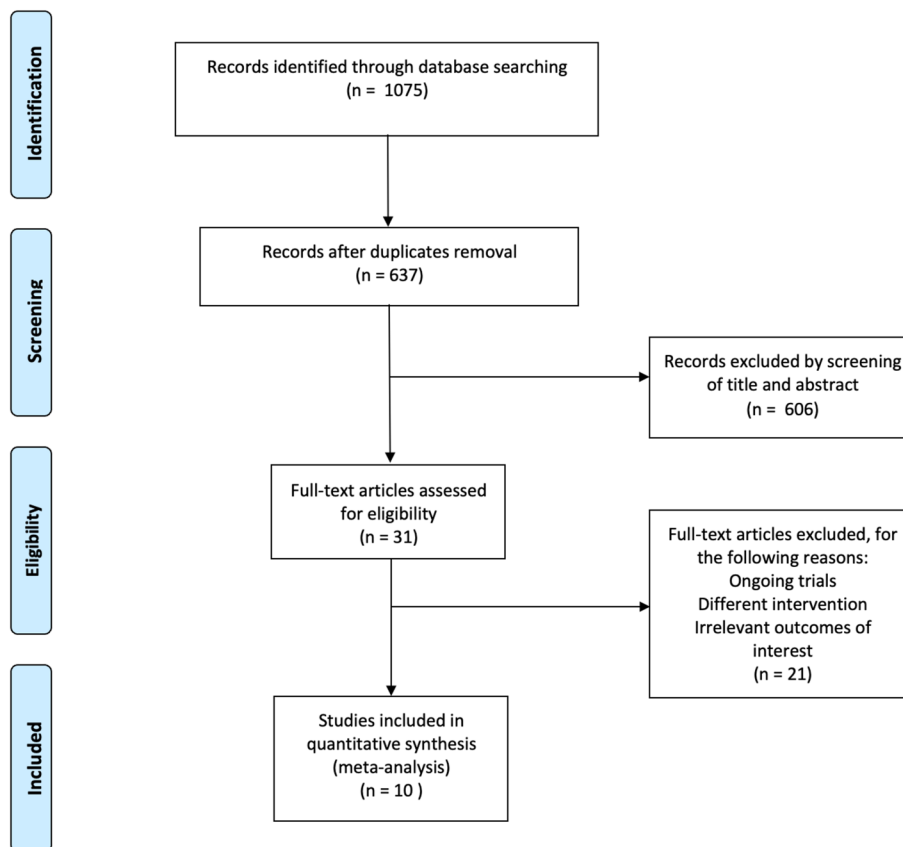 Identification
Records identified through database searching
(n = 1075)
Screening
Records after duplicates removal
(n = 637)
Records excluded by screening
of title and abstract
(n = 606)
Eligibility
Full-text articles assessed
for eligibility
(n = 31)
Full-text articles excluded, for
the following reasons:
Ongoing trials
Different intervention
Irrelevant outcomes of
interest
(n = 21)
Included
Studies included in
quantitative synthesis
(meta-analysis)
(n = 10 )